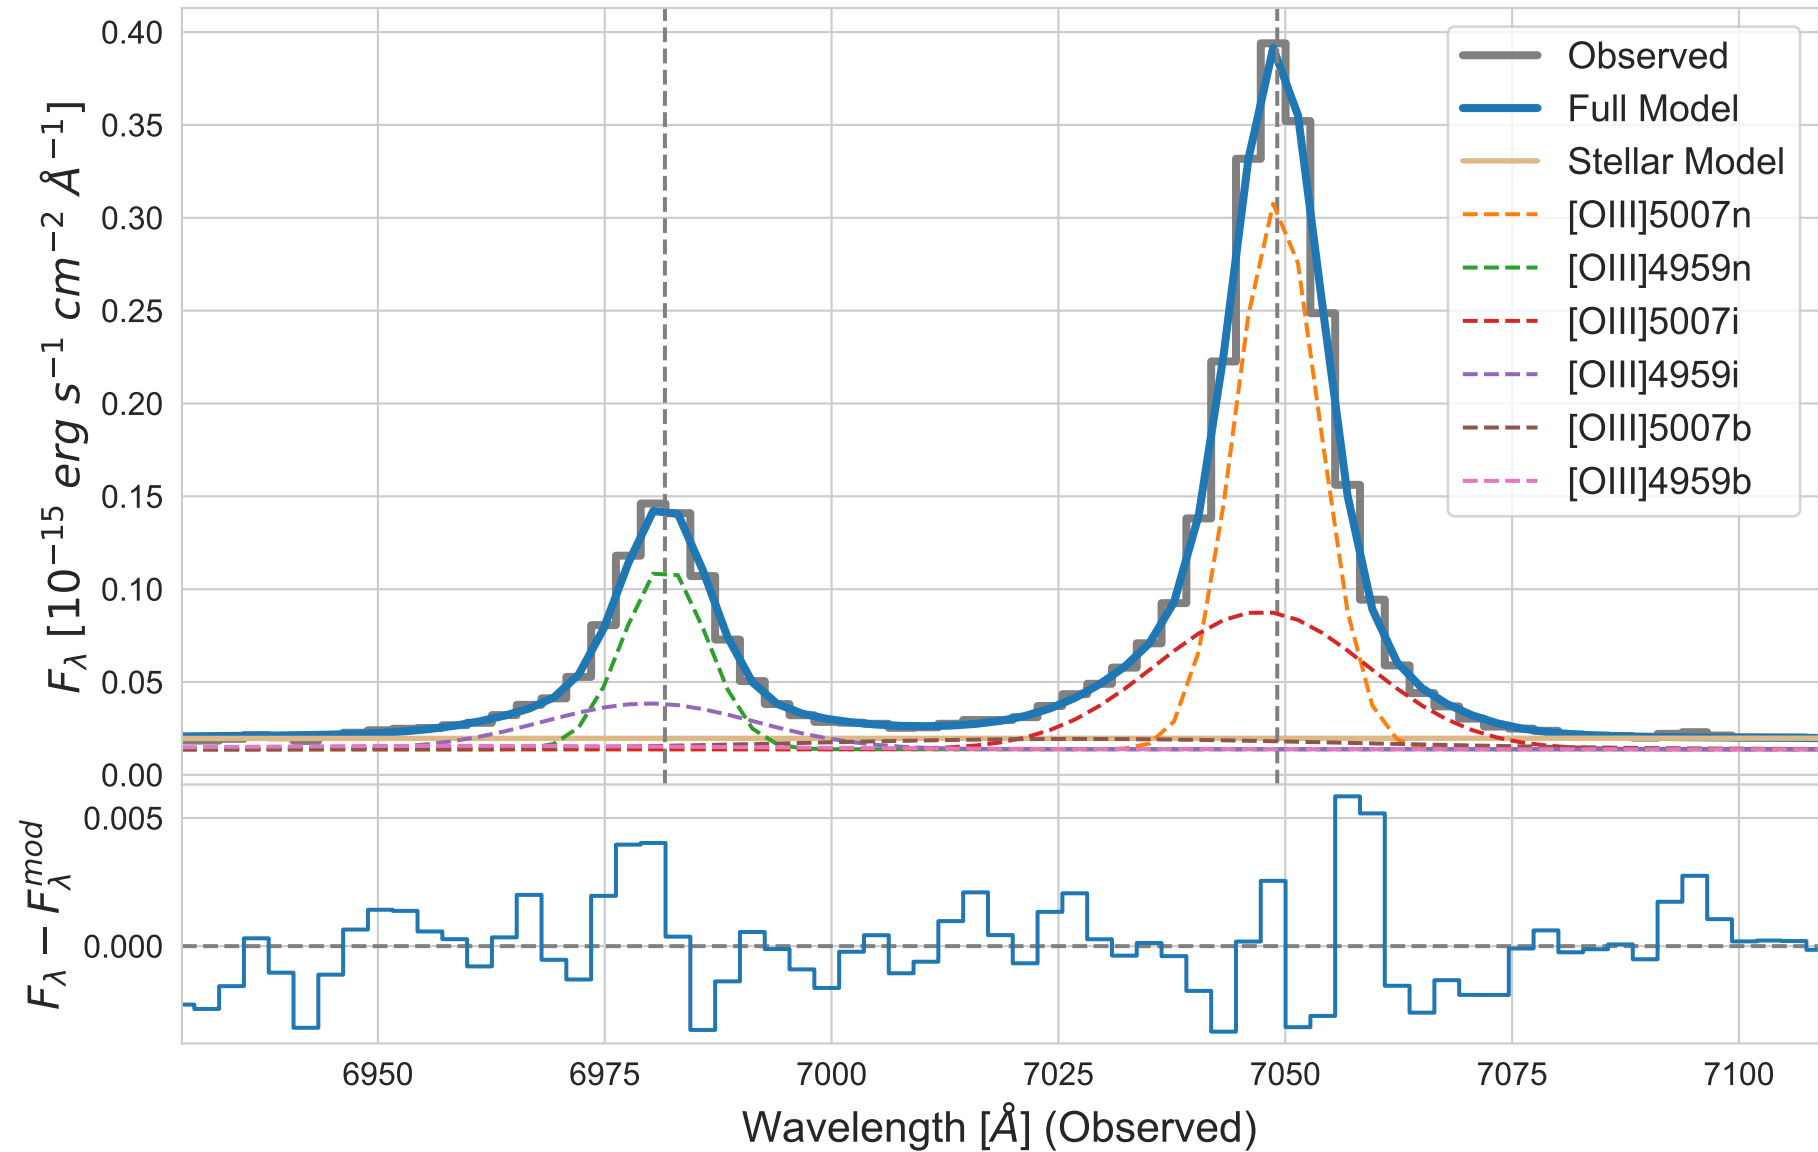 0.40
0.35
0.30
0.25
0.20
0.15
0.10
0.05
0.00
F_λ [10^−15 erg s^−1 cm^−2 Å^−1]
Observed
Full Model
Stellar Model
[OIII]5007n
[OIII]4959n
[OIII]5007i
[OIII]4959i
[OIII]5007b
[OIII]4959b
0.005
0.000
F_λ − F_λ^mod
6950 6975 7000 7025 7050 7075 7100
Wavelength [Å] (Observed)